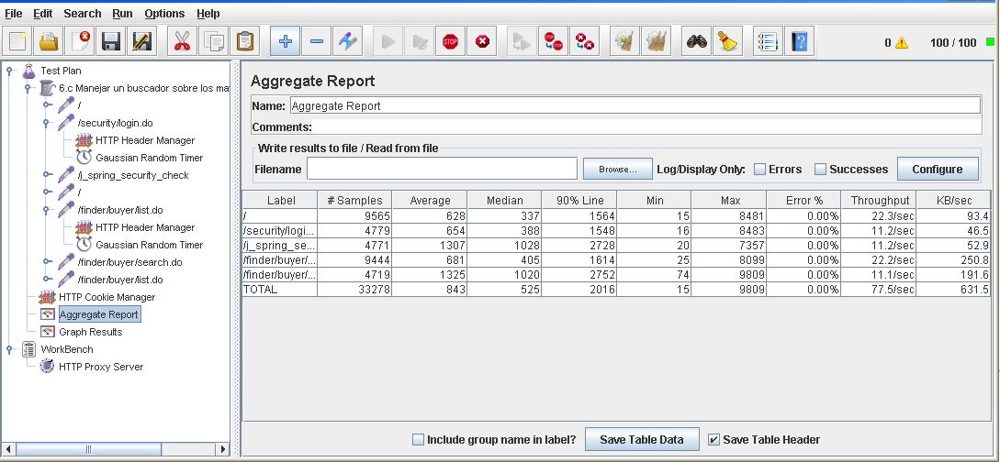 File Edit Search Run Options Help
0 100 / 100
Test Plan
6.c Manejar un buscador sobre los ma
/
/security/login.do
HTTP Header Manager
Gaussian Random Timer
/j_spring_security_check
/
/finder/buyer/list.do
HTTP Header Manager
Gaussian Random Timer
/finder/buyer/search.do
/finder/buyer/list.do
HTTP Cookie Manager
Aggregate Report
Graph Results
WorkBench
HTTP Proxy Server
Aggregate Report
Name: Aggregate Report
Comments:
Write results to file / Read from file
Filename Browse... Log/Display Only: Errors Successes Configure
Label # Samples Average Median 90% Line Min Max Error % Throughput KB/sec
/ 9565 628 337 1564 15 8481 0.00% 22.3/sec 93.4
/security/logi... 4779 654 388 1548 16 8483 0.00% 11.2/sec 46.5
/j_spring_se... 4771 1307 1028 2728 20 7357 0.00% 11.2/sec 52.9
/finder/buyer/... 9444 681 405 1614 25 8099 0.00% 22.2/sec 250.8
/finder/buyer/... 4719 1325 1020 2752 74 9809 0.00% 11.1/sec 191.6
TOTAL 33278 843 525 2016 15 9809 0.00% 77.5/sec 631.5
Include group name in label? Save Table Data Save Table Header